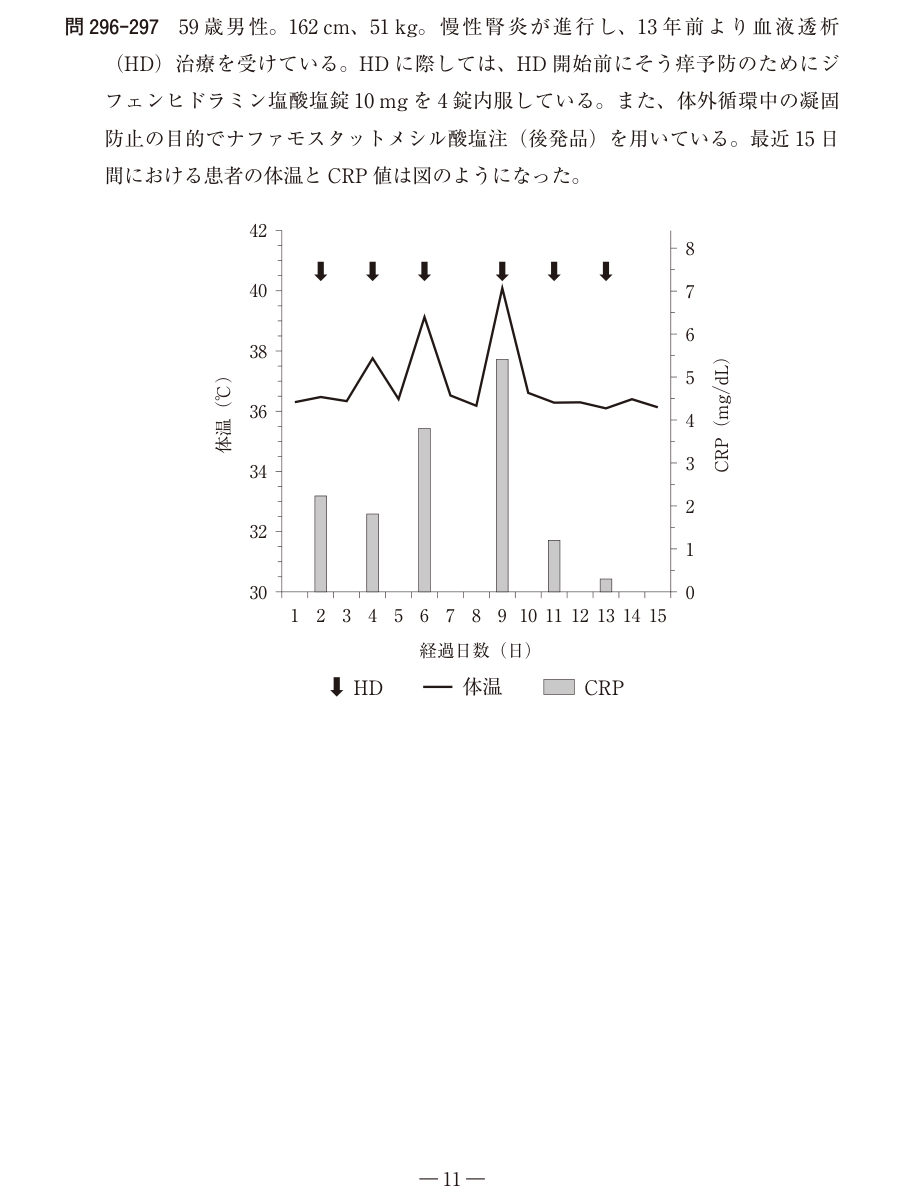 問 296-297 59 歳男性。162 cm、51 kg。慢性腎炎が進行し、13 年前より血液透析
（HD）治療を受けている。HD に際しては、HD 開始前にそう痒予防のためにジ
フェンヒドラミン塩酸塩錠 10 mg を 4 錠内服している。また、体外循環中の凝固
防止の目的でナファモスタットメシル酸塩注（後発品）を用いている。最近 15 日
間における患者の体温と CRP 値は図のようになった。
42
40
38
36
34
32
30
体温（℃）
8
7
6
5
4
3
2
1
0
CRP（mg/dL）
1 2 3 4 5 6 7 8 9 10 11 12 13 14 15
経過日数（日）
HD 体温 CRP
— 11 —